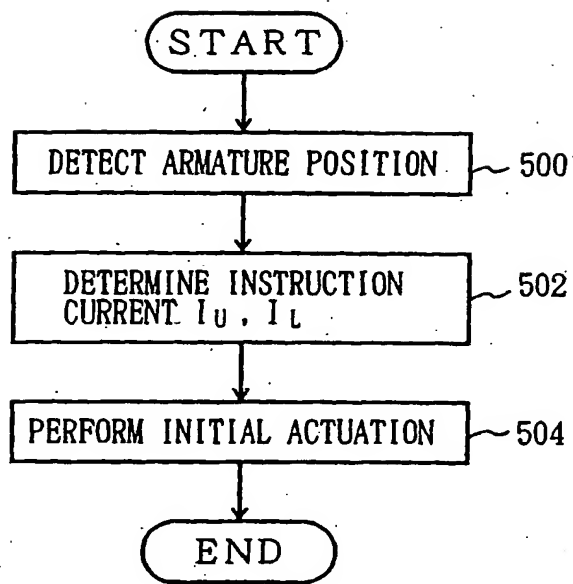 START
DETECT ARMATURE POSITION
500
DETERMINE INSTRUCTION
CURRENT IU, IL
502
PERFORM INITIAL ACTUATION
504
END